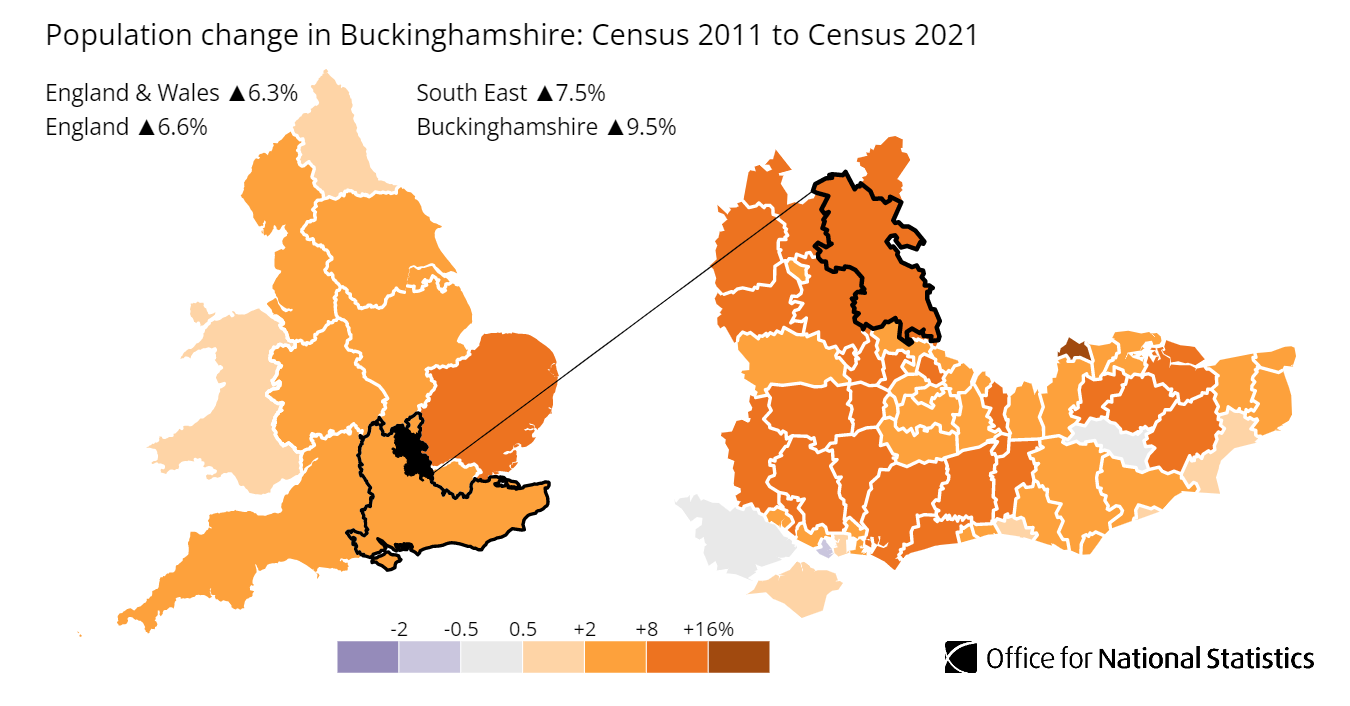 Population change in Buckinghamshire: Census 2011 to Census 2021
England & Wales ▲6.3%
South East ▲7.5%
England ▲6.6%
Buckinghamshire ▲9.5%
-2 -0.5 0.5 +2 +8 +16%
Office for National Statistics